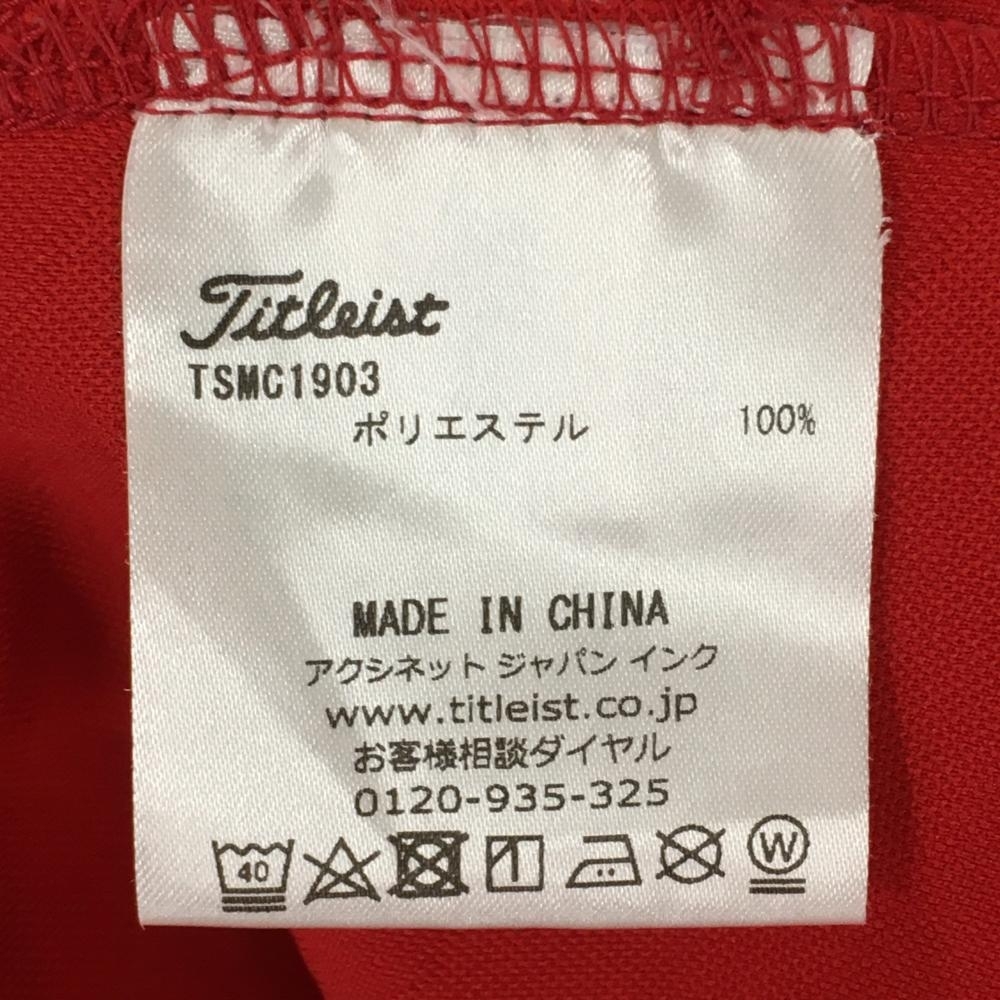 Titleist
TSMC1903
ポリエステル 100%
MADE IN CHINA
アクシネット ジャパン インク
www.titleist.co.jp
お客様相談ダイヤル
0120-935-325
40 W